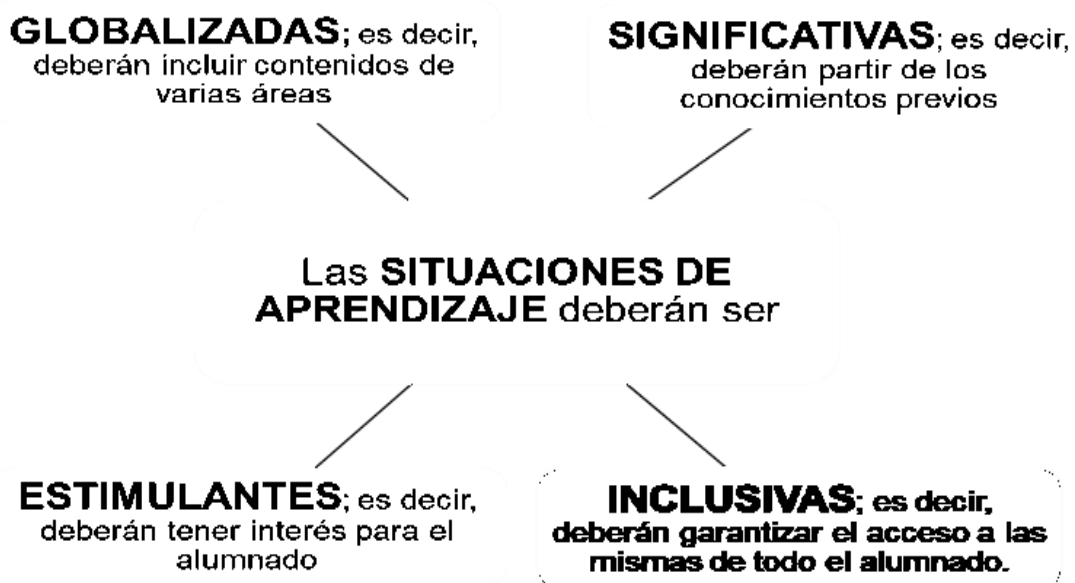 GLOBALIZADAS; es decir,
deberán incluir contenidos de
varias áreas
SIGNIFICATIVAS; es decir,
deberán partir de los
conocimientos previos
Las SITUACIONES DE
APRENDIZAJE deberán ser
ESTIMULANTES; es decir,
deberán tener interés para el
alumnado
INCLUSIVAS; es decir,
deberán garantizar el acceso a las
mismas de todo el alumnado.